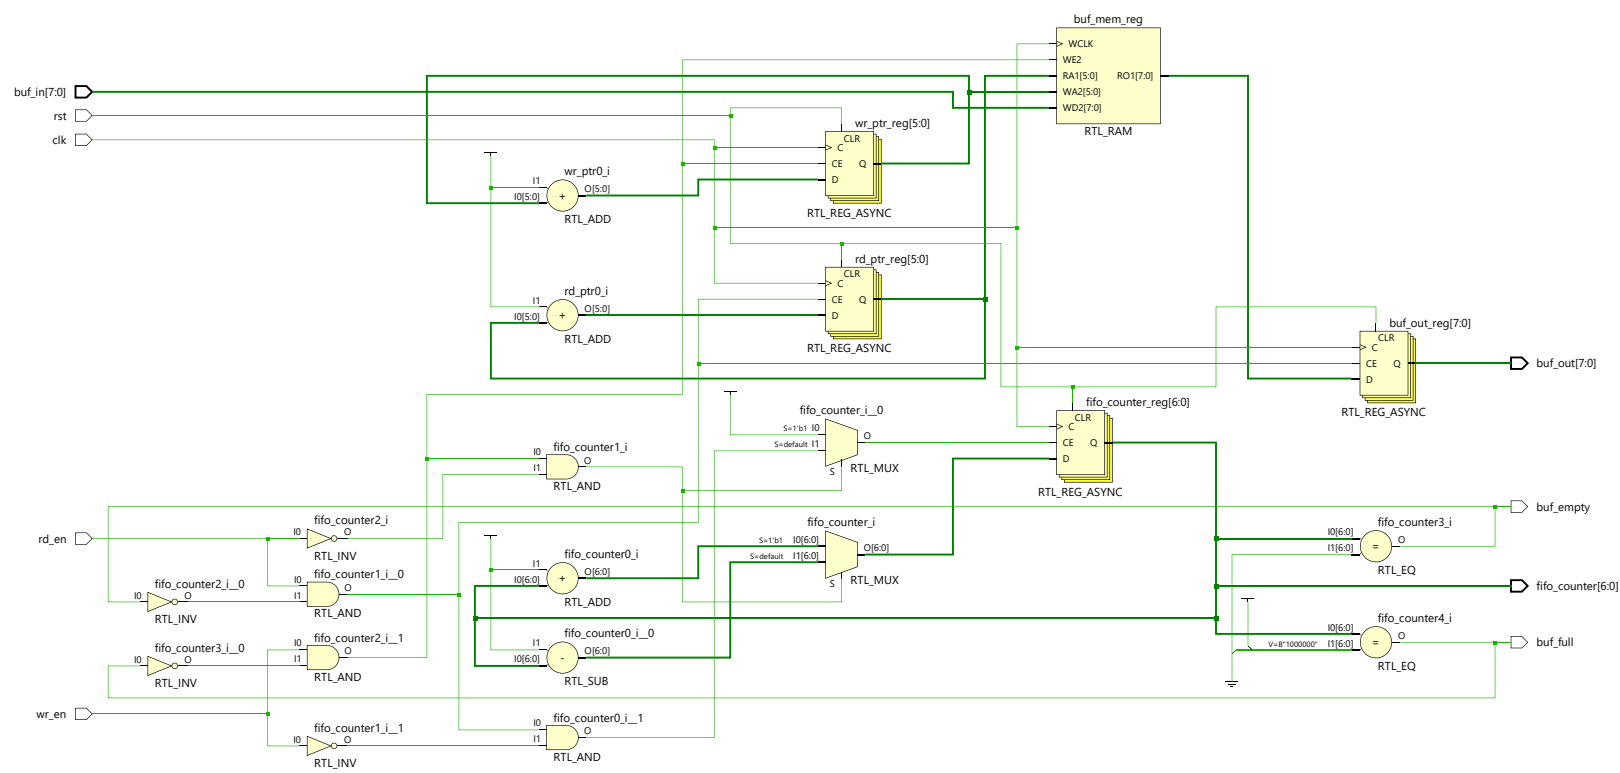 buf_mem_reg
WCLK
WE2
RA1[5:0]
RO1[7:0]
WA2[5:0]
WD2[7:0]
RTL_RAM
buf_in[7:0]
rst
clk
wr_ptr_reg[5:0]
CLR
C
CE
Q
D
RTL_REG_ASYNC
wr_ptr0_i
I1
O[5:0]
I0[5:0]
+
RTL_ADD
rd_ptr_reg[5:0]
CLR
C
CE
Q
D
RTL_REG_ASYNC
rd_ptr0_i
I1
O[5:0]
I0[5:0]
+
RTL_ADD
buf_out_reg[7:0]
CLR
C
CE
Q
D
RTL_REG_ASYNC
buf_out[7:0]
fifo_counter_i__0
S=1'b1 I0
S=default I1
O
S
RTL_MUX
fifo_counter_reg[6:0]
CLR
C
CE
Q
D
RTL_REG_ASYNC
fifo_counter1_i
I0
O
I1
RTL_AND
buf_empty
rd_en
fifo_counter2_i
I0
O
RTL_INV
fifo_counter_i
S=1'b1 I0[6:0]
S=default I1[6:0]
O[6:0]
S
RTL_MUX
fifo_counter3_i
I0[6:0]
I1[6:0]
=
O
RTL_EQ
fifo_counter0_i
I1
O[6:0]
I0[6:0]
+
RTL_ADD
fifo_counter2_i__0
I0
O
RTL_INV
fifo_counter1_i__0
I0
O
I1
RTL_AND
fifo_counter[6:0]
fifo_counter4_i
I0[6:0]
V=B"1000000" I1[6:0]
=
O
RTL_EQ
buf_full
fifo_counter0_i__0
I1
O[6:0]
I0[6:0]
-
RTL_SUB
fifo_counter3_i__0
I0
O
RTL_INV
fifo_counter2_i__1
I0
O
I1
RTL_AND
wr_en
fifo_counter1_i__1
I0
O
RTL_INV
fifo_counter0_i__1
I0
O
I1
RTL_AND